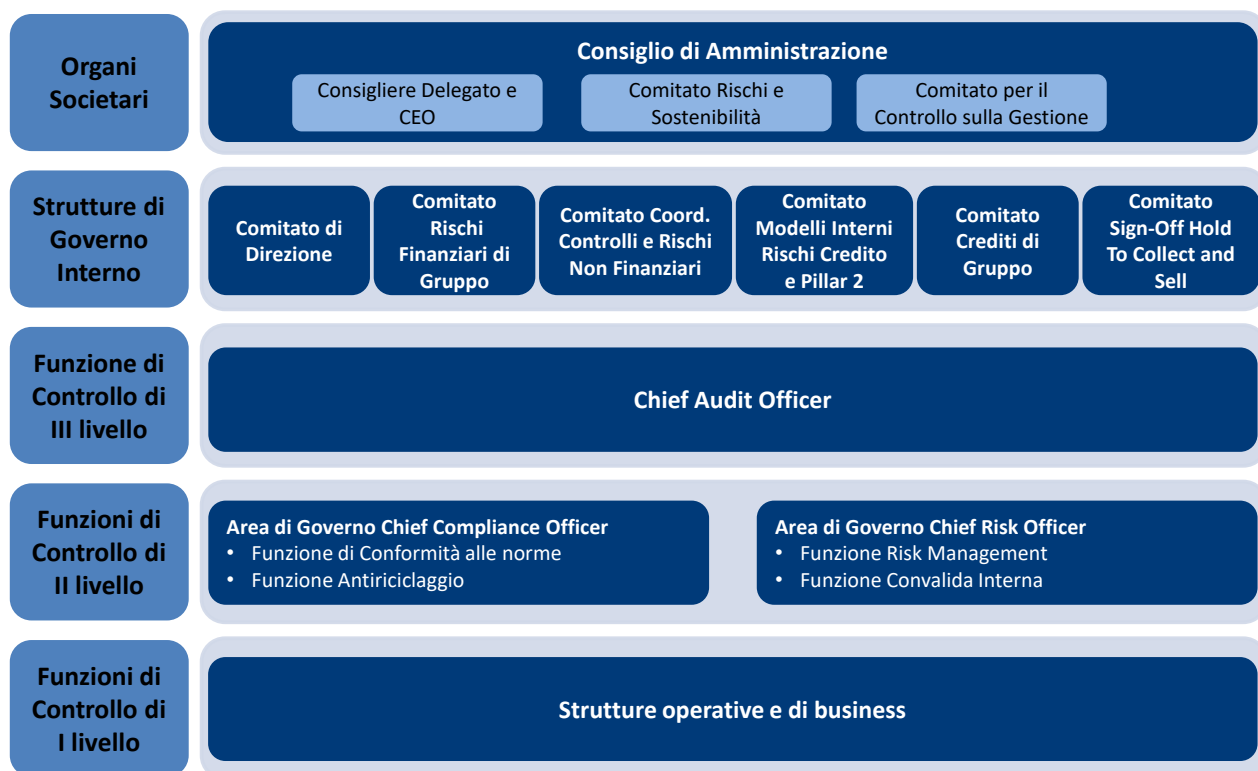 Organi
Societari
Consiglio di Amministrazione
Consigliere Delegato e
CEO
Comitato Rischi e
Sostenibilità
Comitato per il
Controllo sulla Gestione
Strutture di
Governo
Interno
Comitato di
Direzione
Comitato
Rischi
Finanziari di
Gruppo
Comitato Coord.
Controlli e Rischi
Non Finanziari
Comitato
Modelli Interni
Rischi Credito
e Pillar 2
Comitato
Crediti di
Gruppo
Comitato
Sign-Off Hold
To Collect and
Sell
Funzione di
Controllo di
III livello
Chief Audit Officer
Funzioni di
Controllo di
II livello
Area di Governo Chief Compliance Officer
• Funzione di Conformità alle norme
• Funzione Antiriciclaggio
Area di Governo Chief Risk Officer
• Funzione Risk Management
• Funzione Convalida Interna
Funzioni di
Controllo di
I livello
Strutture operative e di business